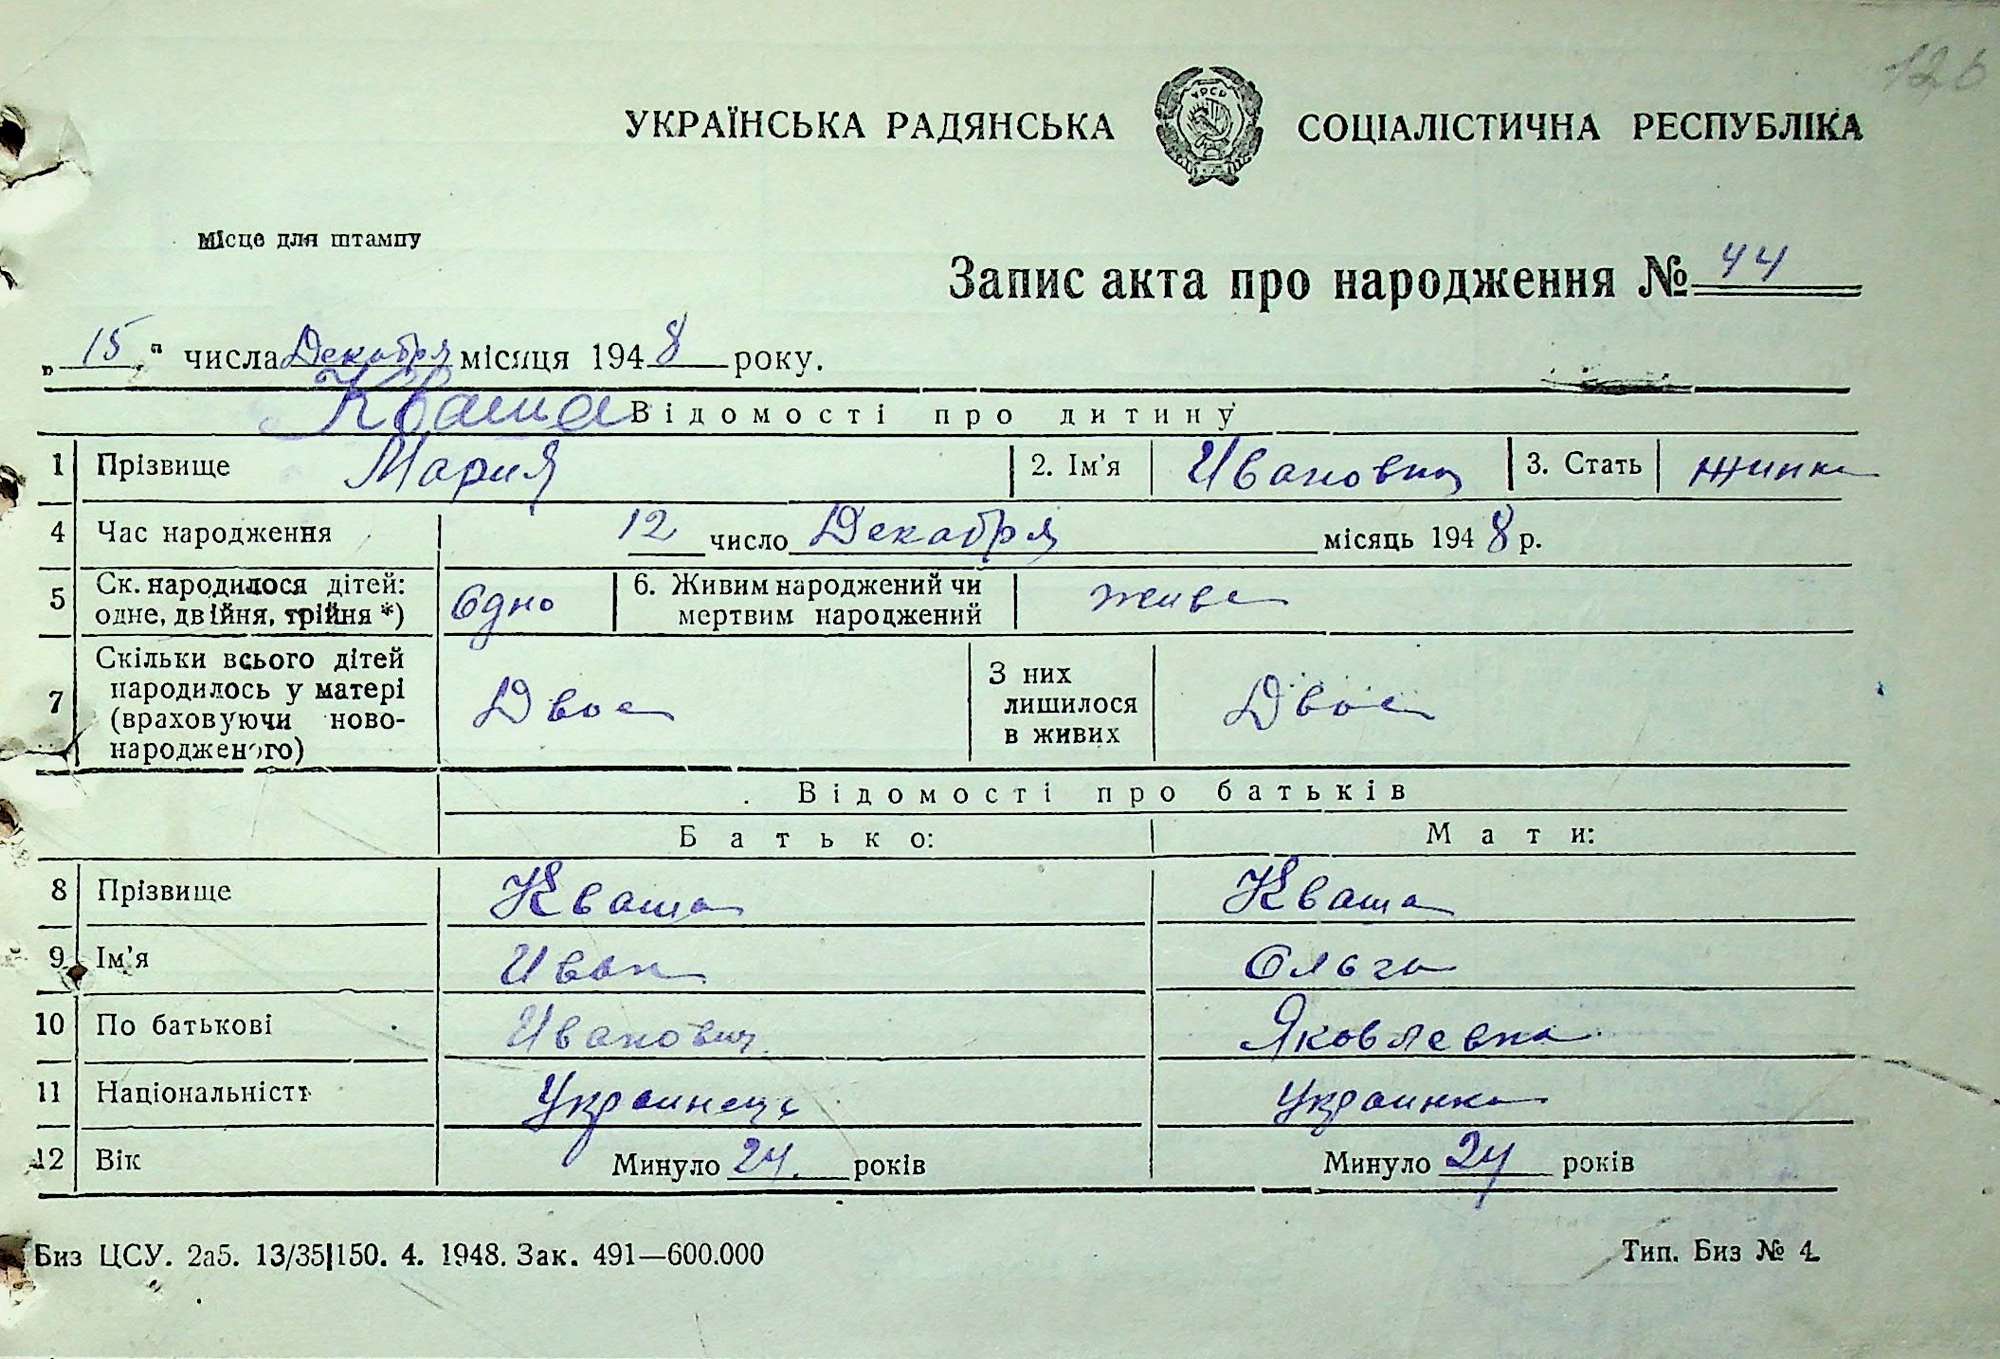 126
УКРАЇНСЬКА РАДЯНСЬКА СОЦІАЛІСТИЧНА РЕСПУБЛІКА
УРСР
Місце для штампу
Запис акта про народження № 44
„15" числа Декабря місяця 1948 року.
Кваша
Відомості про дитину
1 Прізвище Мария 2. Ім'я Ивановна 3. Стать жинка
4 Час народження 12 число Декабря місяць 1948 р.
5 Ск. народилося дітей: одне, двійня, трійня *) Одно 6. Живим народжений чи мертвим народжений живе
7 Скільки всього дітей народилось у матері (враховуючи ново-народженого) Двое З них лишилося в живих Двое
Відомості про батьків
Батько: Мати:
8 Прізвище Кваша Кваша
9 Ім'я Иван Ольга
10 По батькові Иванович Яковлевна
11 Національність Украинець Украинка
12 Вік Минуло 24 років Минуло 24 років
Биз ЦСУ. 2а5. 13/35|150. 4. 1948. Зак. 491—600.000 Тип. Биз № 4